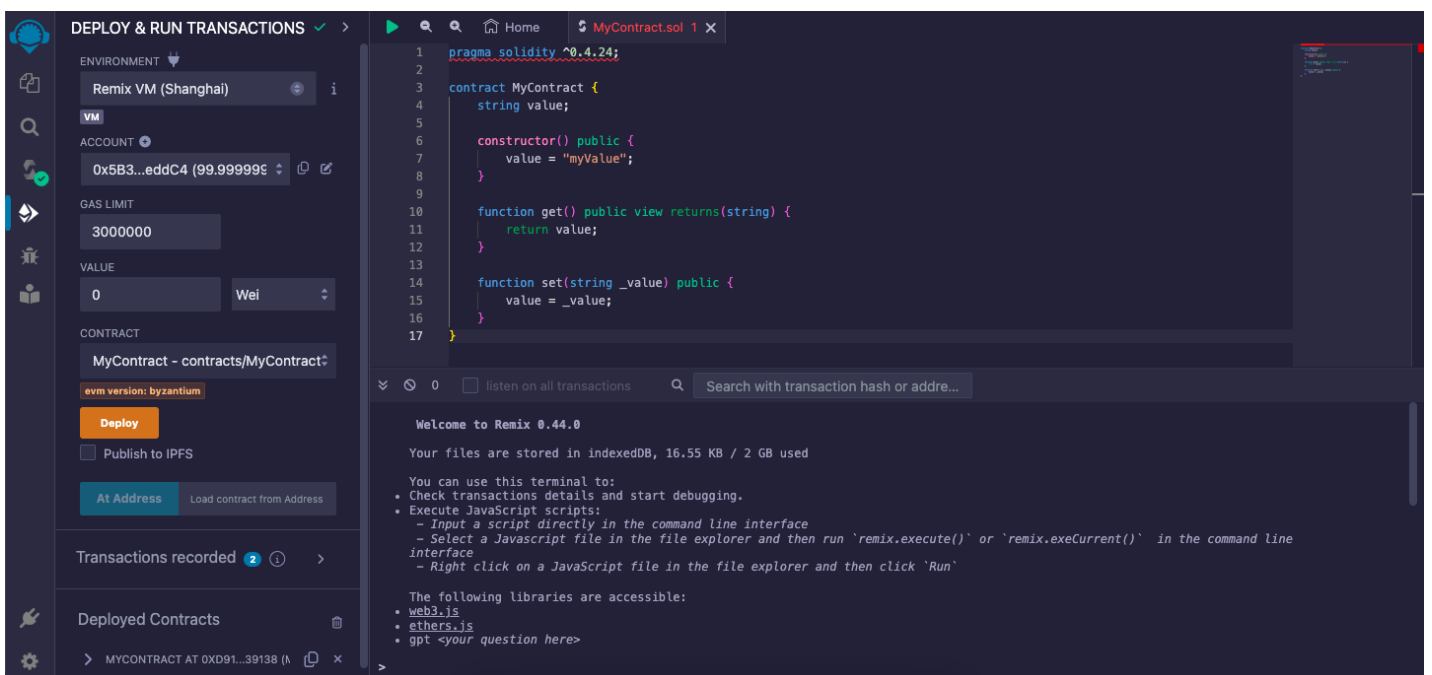 DEPLOY & RUN TRANSACTIONS
ENVIRONMENT
Remix VM (Shanghai)
VM
ACCOUNT
0x5B3...eddC4 (99.999999
GAS LIMIT
3000000
VALUE
0 Wei
CONTRACT
MyContract - contracts/MyContract
evm version: byzantium
Deploy
Publish to IPFS
At Address Load contract from Address
Transactions recorded 2 i
Deployed Contracts
MYCONTRACT AT 0XD91...39138 (
Home MyContract.sol 1
1 pragma solidity ^0.4.24;
2
3 contract MyContract {
4 string value;
5
6 constructor() public {
7 value = "myValue";
8 }
9
10 function get() public view returns(string) {
11 return value;
12 }
13
14 function set(string _value) public {
15 value = _value;
16 }
17 }
0 listen on all transactions Search with transaction hash or addre...
Welcome to Remix 0.44.0
Your files are stored in indexedDB, 16.55 KB / 2 GB used
You can use this terminal to:
• Check transactions details and start debugging.
• Execute JavaScript scripts:
- Input a script directly in the command line interface
- Select a Javascript file in the file explorer and then run `remix.execute()` or `remix.exeCurrent()` in the command line
interface
- Right click on a JavaScript file in the file explorer and then click `Run`
The following libraries are accessible:
• web3.js
• ethers.js
• gpt <your question here>
>